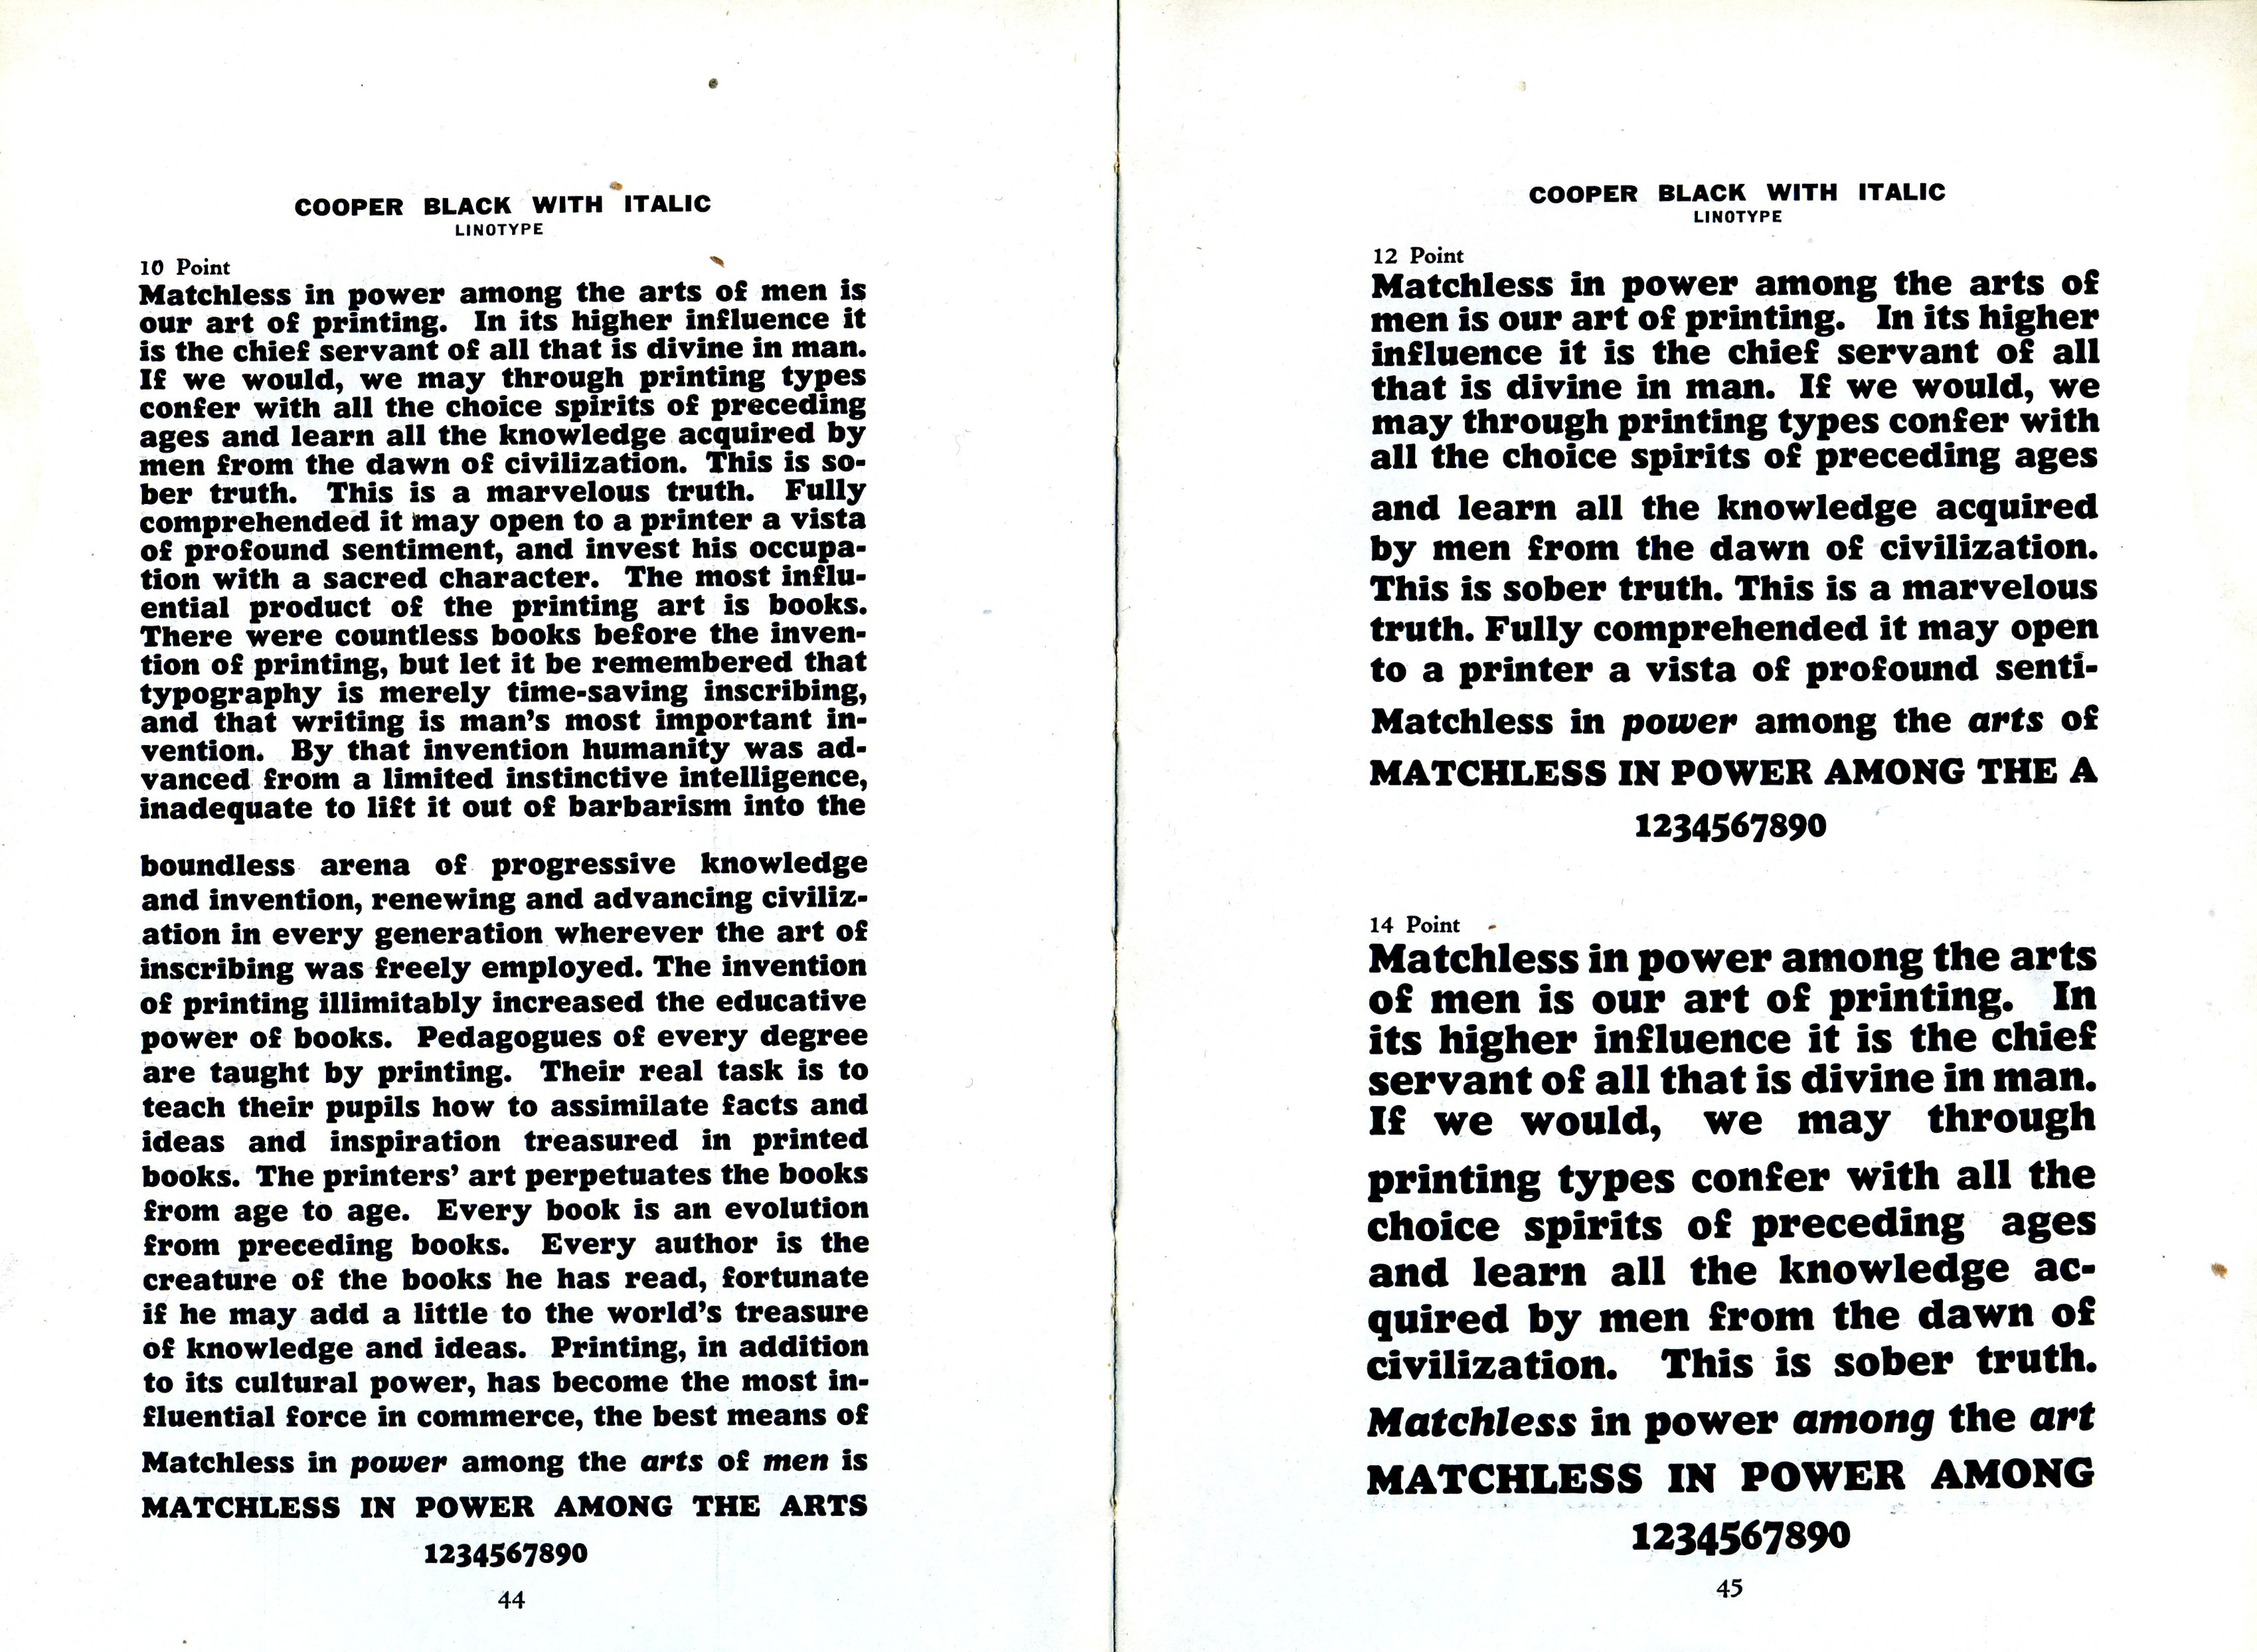 COOPER BLACK WITH ITALIC
LINOTYPE
10 Point
Matchless in power among the arts of men is
our art of printing. In its higher influence it
is the chief servant of all that is divine in man.
If we would, we may through printing types
confer with all the choice spirits of preceding
ages and learn all the knowledge acquired by
men from the dawn of civilization. This is so-
ber truth. This is a marvelous truth. Fully
comprehended it may open to a printer a vista
of profound sentiment, and invest his occupa-
tion with a sacred character. The most influ-
ential product of the printing art is books.
There were countless books before the inven-
tion of printing, but let it be remembered that
typography is merely time-saving inscribing,
and that writing is man's most important in-
vention. By that invention humanity was ad-
vanced from a limited instinctive intelligence,
inadequate to lift it out of barbarism into the
boundless arena of progressive knowledge
and invention, renewing and advancing civiliz-
ation in every generation wherever the art of
inscribing was freely employed. The invention
of printing illimitably increased the educative
power of books. Pedagogues of every degree
are taught by printing. Their real task is to
teach their pupils how to assimilate facts and
ideas and inspiration treasured in printed
books. The printers' art perpetuates the books
from age to age. Every book is an evolution
from preceding books. Every author is the
creature of the books he has read, fortunate
if he may add a little to the world's treasure
of knowledge and ideas. Printing, in addition
to its cultural power, has become the most in-
fluential force in commerce, the best means of
Matchless in power among the arts of men is
MATCHLESS IN POWER AMONG THE ARTS
1234567890
44
COOPER BLACK WITH ITALIC
LINOTYPE
12 Point
Matchless in power among the arts of
men is our art of printing. In its higher
influence it is the chief servant of all
that is divine in man. If we would, we
may through printing types confer with
all the choice spirits of preceding ages
and learn all the knowledge acquired
by men from the dawn of civilization.
This is sober truth. This is a marvelous
truth. Fully comprehended it may open
to a printer a vista of profound senti-
Matchless in power among the arts of
MATCHLESS IN POWER AMONG THE A
1234567890
14 Point
Matchless in power among the arts
of men is our art of printing. In
its higher influence it is the chief
servant of all that is divine in man.
If we would, we may through
printing types confer with all the
choice spirits of preceding ages
and learn all the knowledge ac-
quired by men from the dawn of
civilization. This is sober truth.
Matchless in power among the art
MATCHLESS IN POWER AMONG
1234567890
45